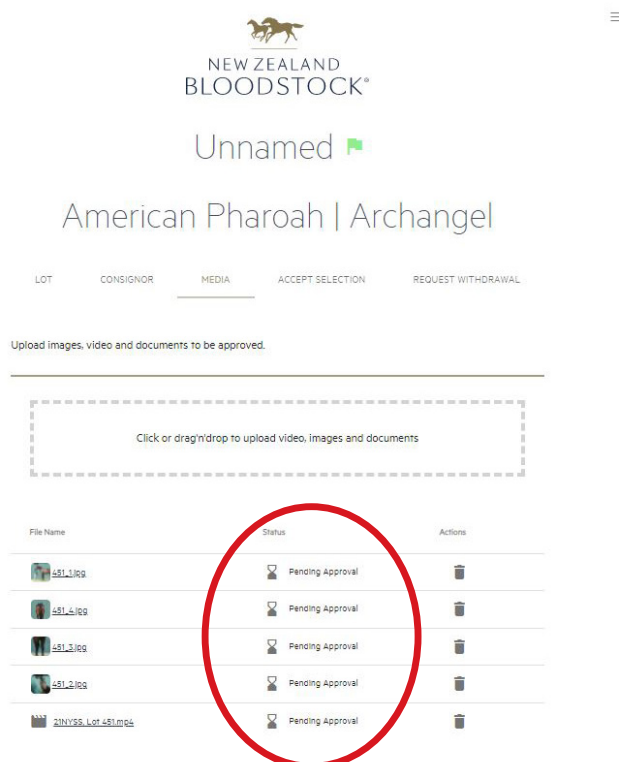 NEW ZEALAND
BLOODSTOCK®
Unnamed
American Pharoah | Archangel
LOT CONSIGNOR MEDIA ACCEPT SELECTION REQUEST WITHDRAWAL
Upload images, video and documents to be approved.
Click or drag'n'drop to upload video, images and documents
File Name Status Actions
451_1.jpg Pending Approval
451_4.jpg Pending Approval
451_3.jpg Pending Approval
451_2.jpg Pending Approval
21NYSS. Lot 451.mp4 Pending Approval